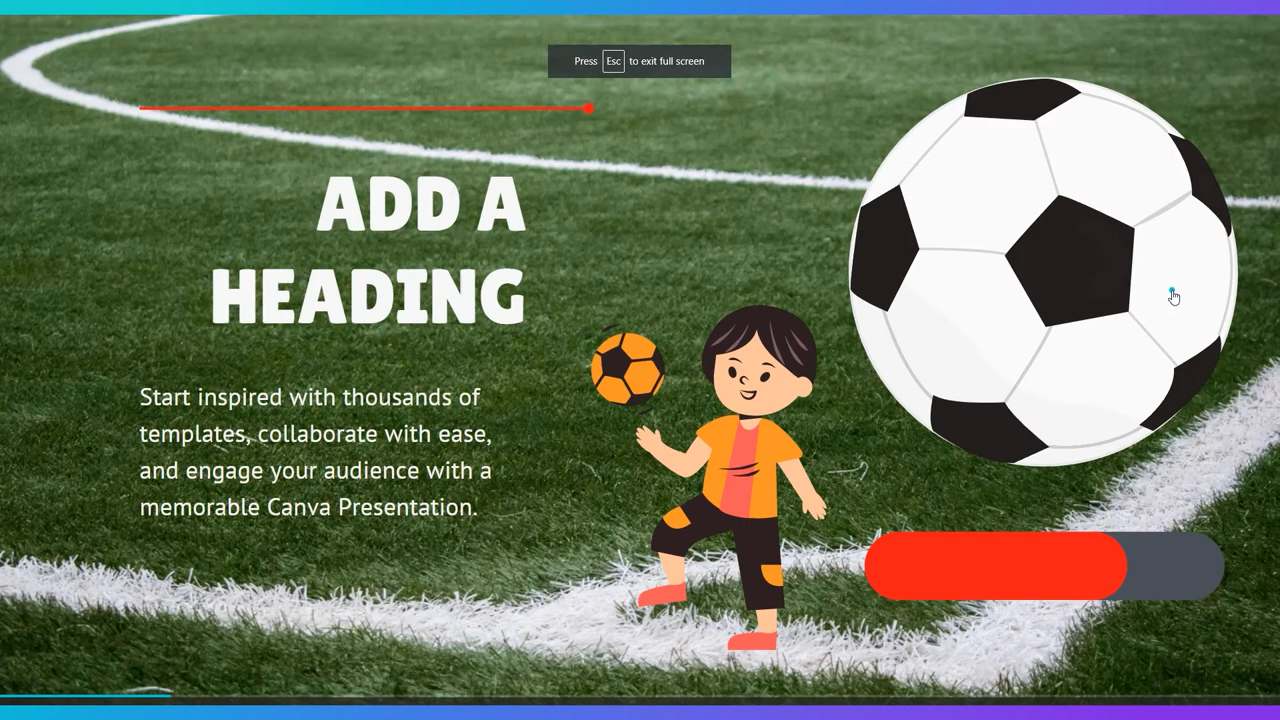 Press Esc to exit full screen
ADD A
HEADING
Start inspired with thousands of
templates, collaborate with ease,
and engage your audience with a
memorable Canva Presentation.